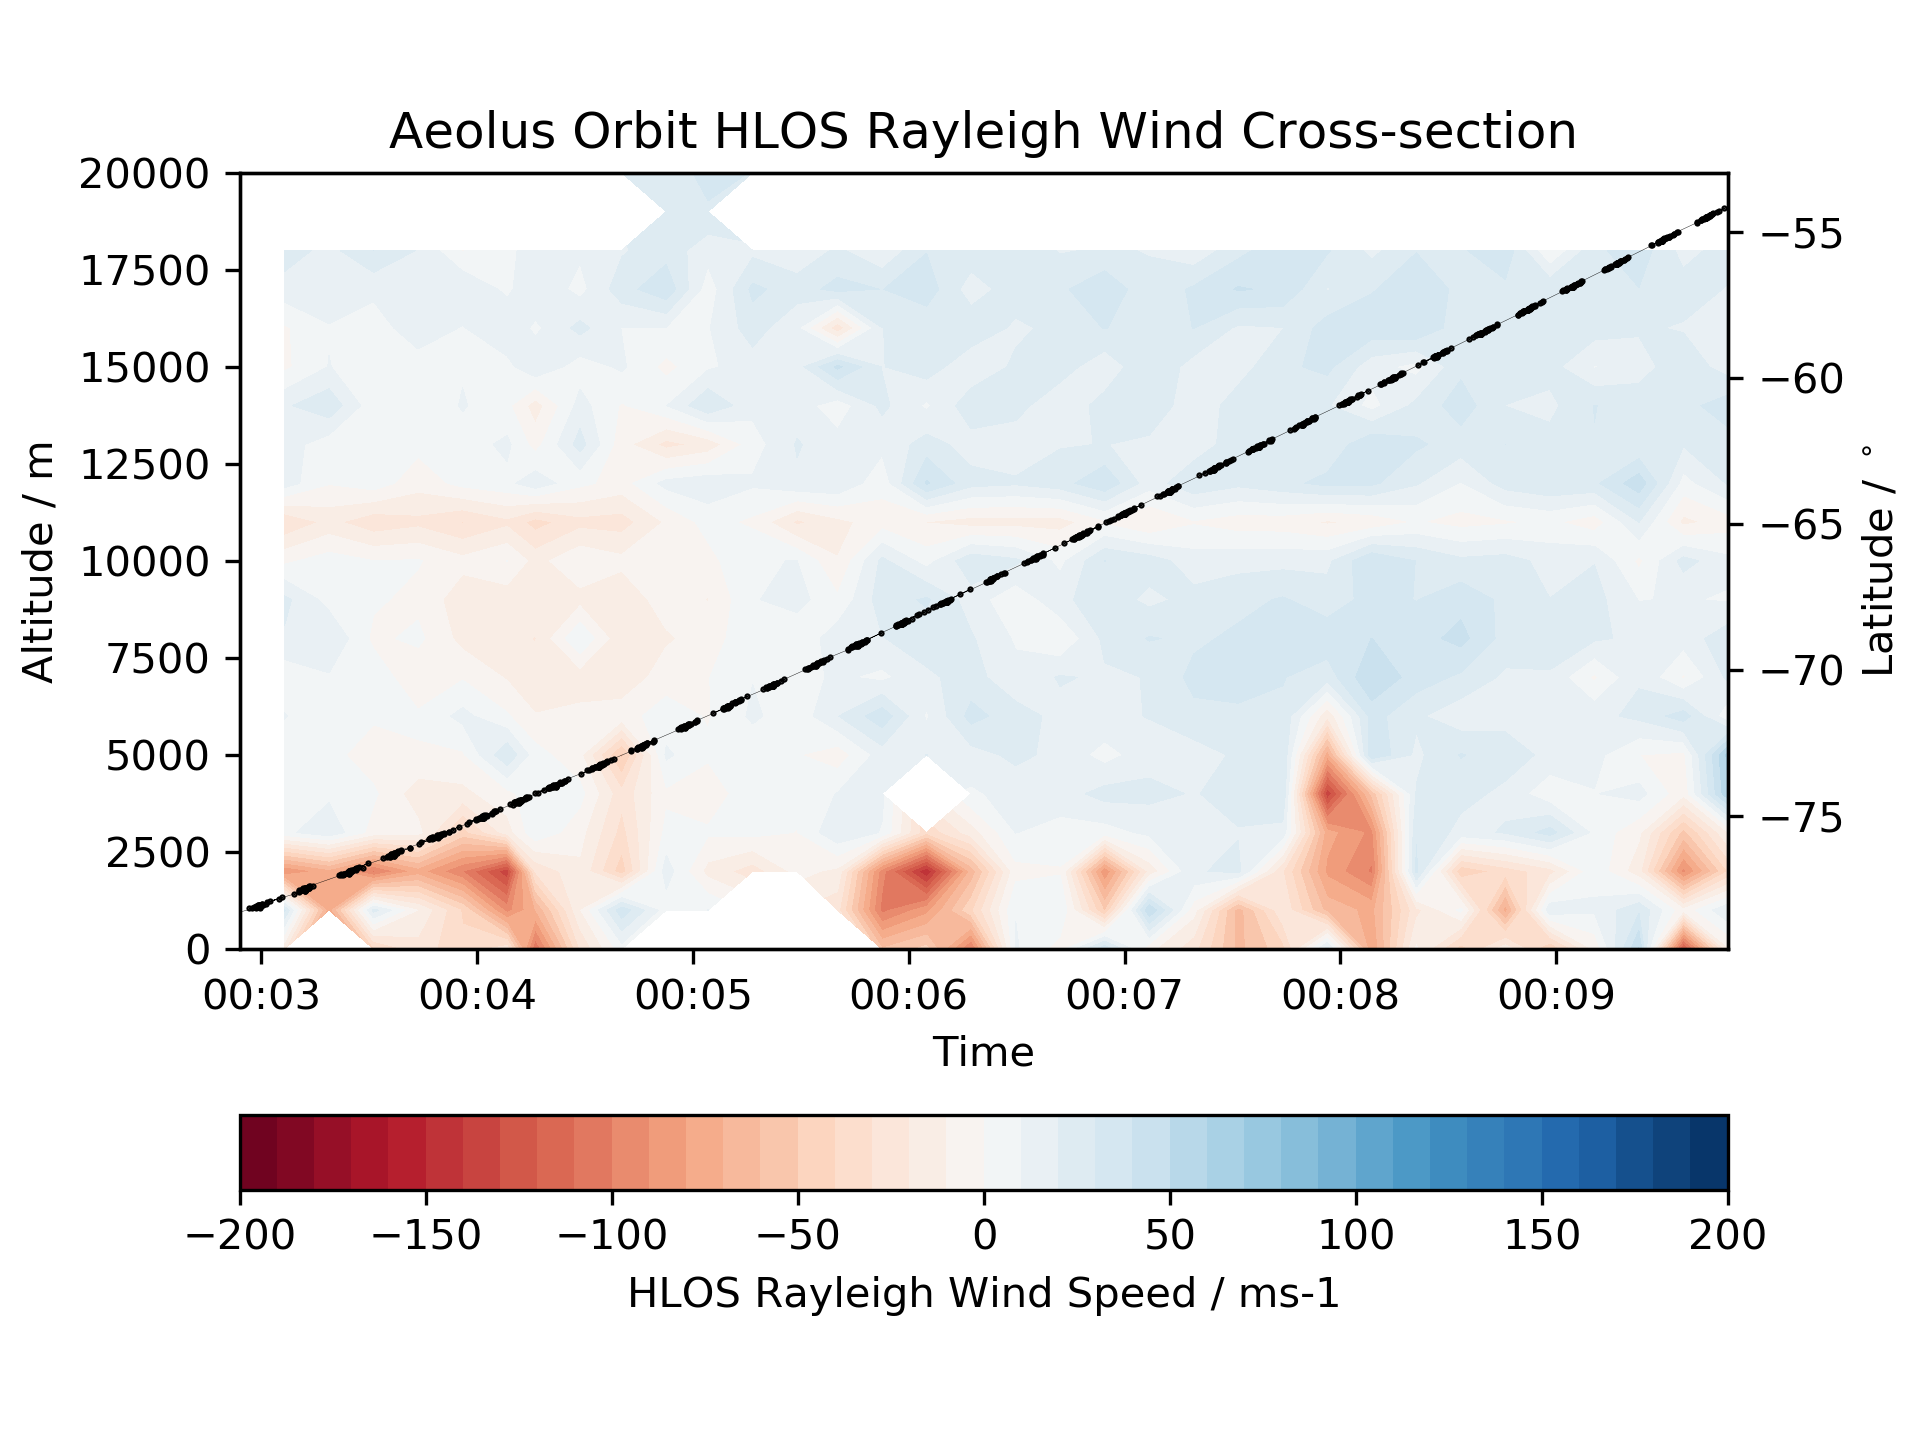 Aeolus Orbit HLOS Rayleigh Wind Cross-section
20000
17500
15000
12500
10000
7500
5000
2500
0
Altitude / m
−55
−60
−65
−70
−75
Latitude / °
00:03 00:04 00:05 00:06 00:07 00:08 00:09
Time
−200 −150 −100 −50 0 50 100 150 200
HLOS Rayleigh Wind Speed / ms-1